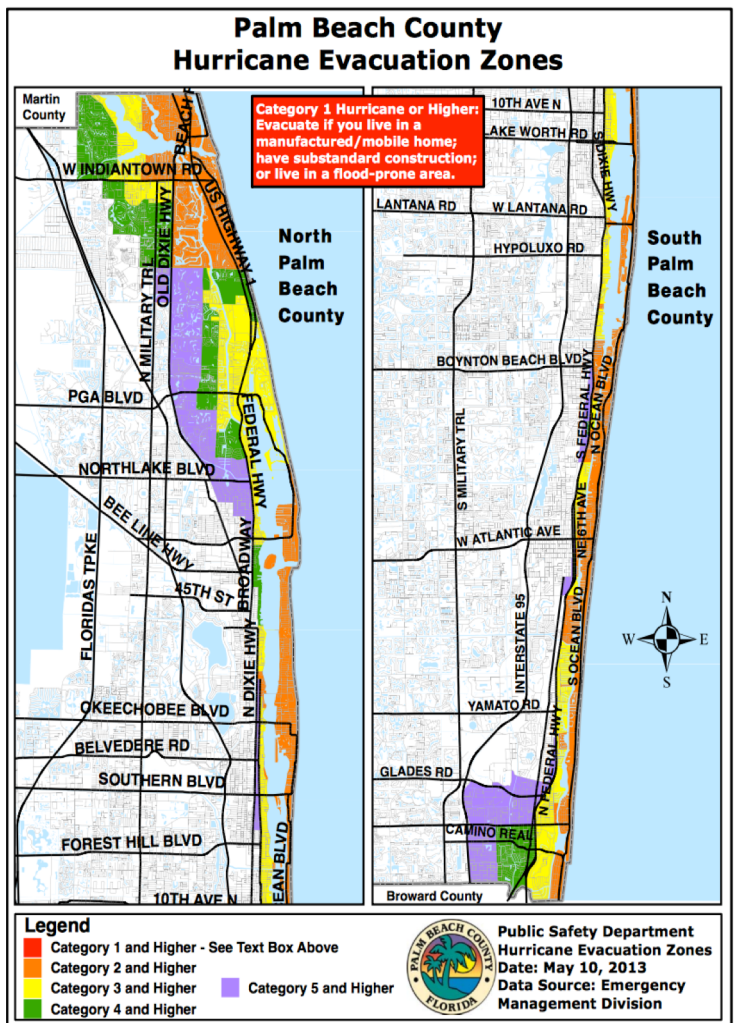 Palm Beach County
Hurricane Evacuation Zones
Martin
County
Category 1 Hurricane or Higher:
Evacuate if you live in a
manufactured/mobile home;
have substandard construction;
or live in a flood-prone area.
W INDIANTOWN RD
US HIGHWAY 1
OLD DIXIE HWY
N MILITARY TRL
North
Palm
Beach
County
PGA BLVD
FEDERAL HWY
NORTHLAKE BLVD
BEE LINE HWY
BROADWAY
45TH ST
FLORIDAS TPKE
N DIXIE HWY
OKEECHOBEE BLVD
BELVEDERE RD
SOUTHERN BLVD
FOREST HILL BLVD
BLVD
10TH AVE N
10TH AVE N
LAKE WORTH RD
S DIXIE HWY
LANTANA RD
W LANTANA RD
HYPOLUXO RD
South
Palm
Beach
County
BOYNTON BEACH BLVD
S FEDERAL HWY
N OCEAN BLVD
S MILITARY TRL
NE 6TH AVE
W ATLANTIC AVE
INTERSTATE 95
S OCEAN BLVD
N
W
E
S
YAMATO RD
N FEDERAL HWY
GLADES RD
CAMINO REAL
Broward County
Legend
Category 1 and Higher - See Text Box Above
Category 2 and Higher
Category 3 and Higher
Category 4 and Higher
Category 5 and Higher
PALM BEACH COUNTY
FLORIDA
Public Safety Department
Hurricane Evacuation Zones
Date: May 10, 2013
Data Source: Emergency
Management Division